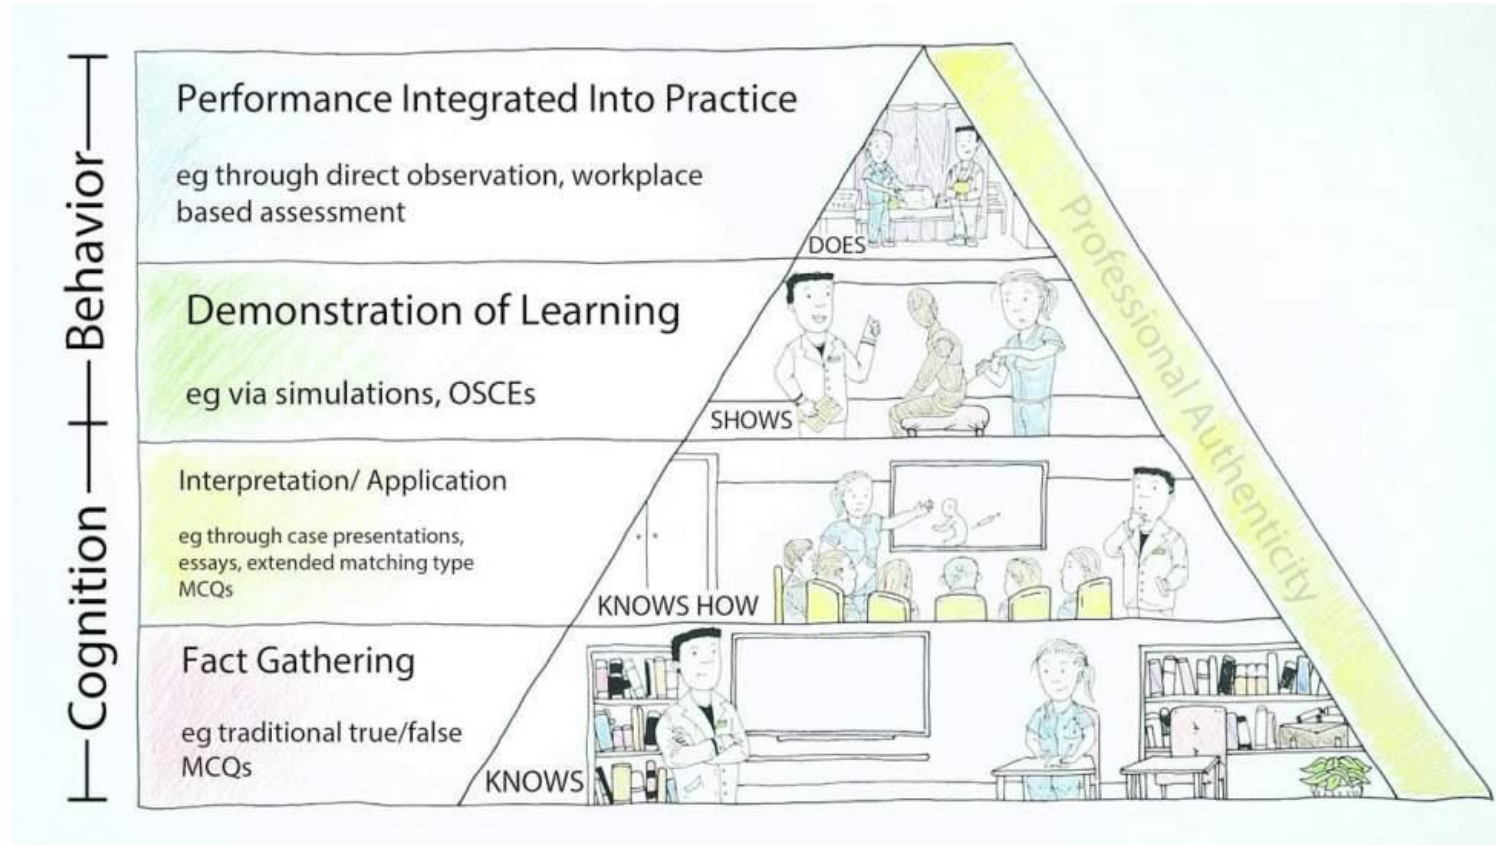 Behavior
Cognition
Performance Integrated Into Practice
eg through direct observation, workplace
based assessment
DOES
Demonstration of Learning
eg via simulations, OSCEs
SHOWS
Interpretation/ Application
eg through case presentations,
essays, extended matching type
MCQs
KNOWS HOW
Fact Gathering
eg traditional true/false
MCQs
KNOWS
Professional Authenticity